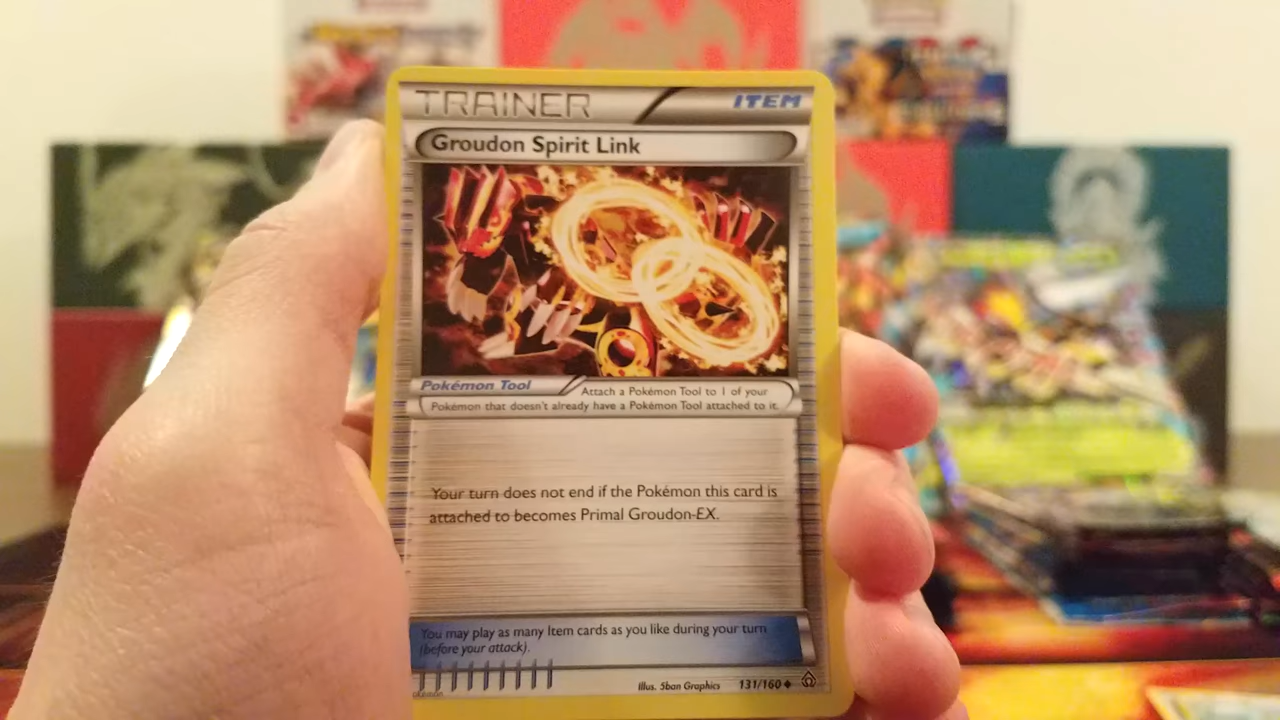 TRAINER ITEM
Groudon Spirit Link
Pokémon Tool
Attach a Pokémon Tool to 1 of your
Pokémon that doesn't already have a Pokémon Tool attached to it.
Your turn does not end if the Pokémon this card is
attached to becomes Primal Groudon-EX.
You may play as many Item cards as you like during your turn
(before your attack).
Illus. 5ban Graphics 131/160